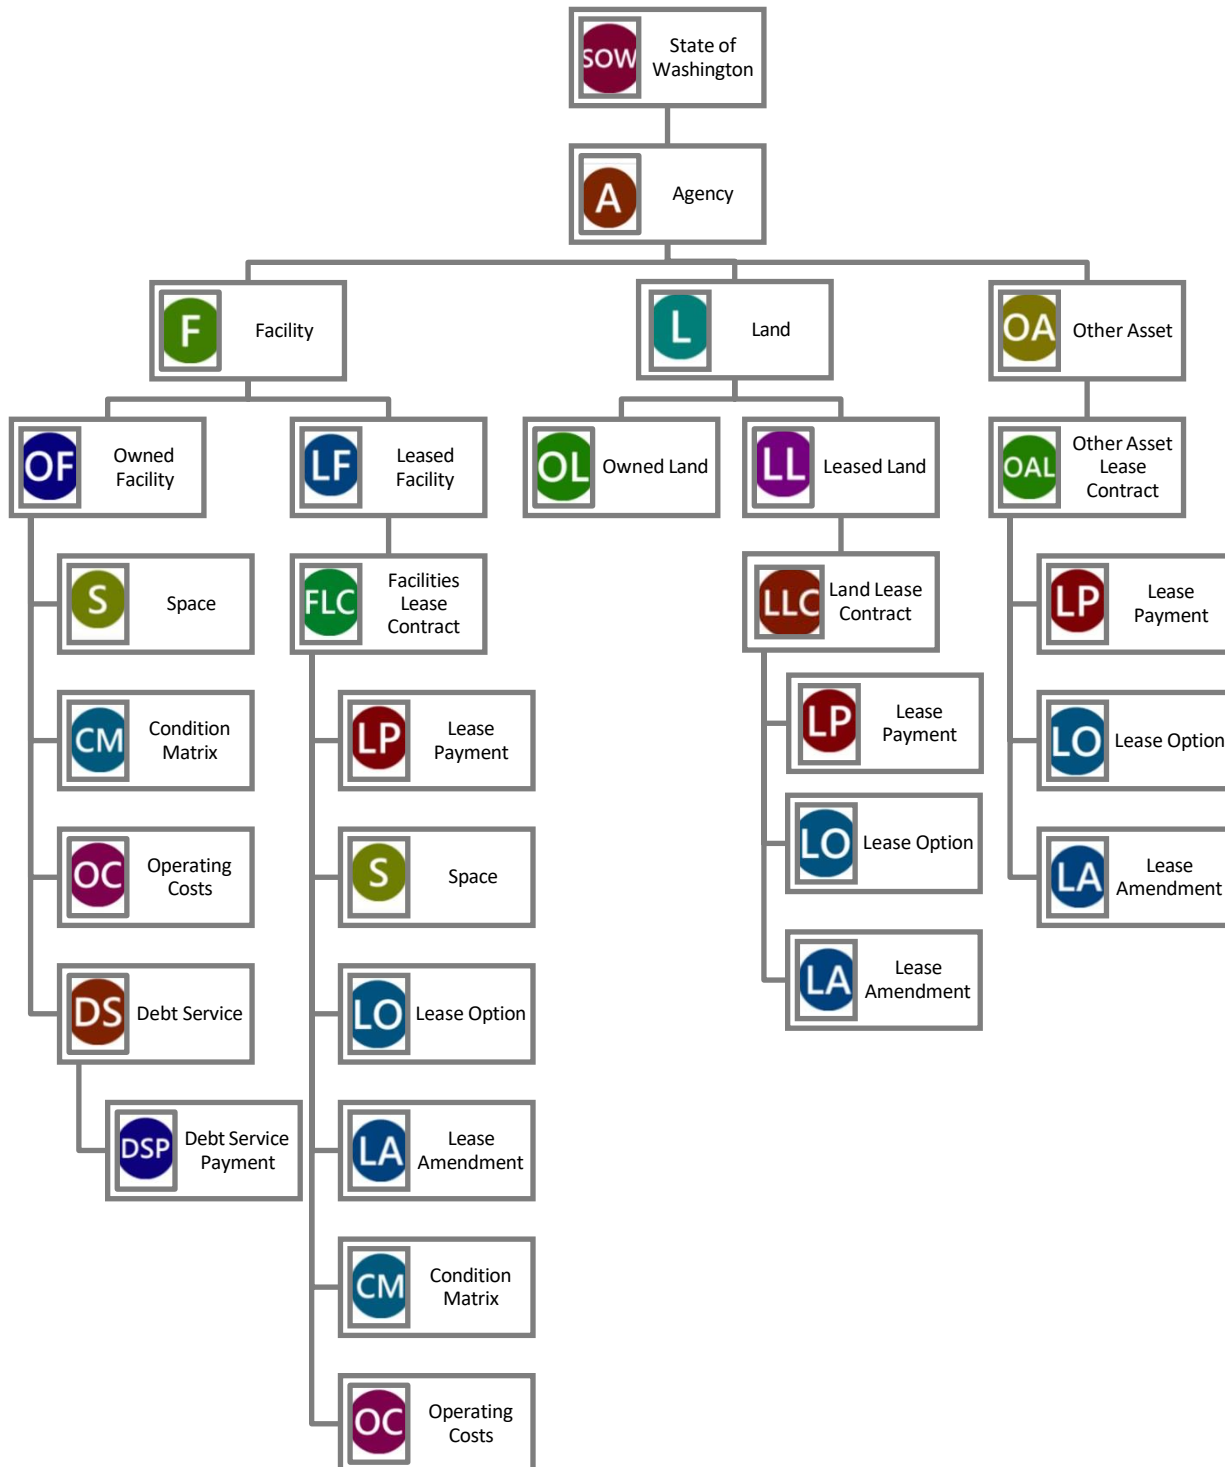 SOW
State of
Washington
A
Agency
F
Facility
L
Land
OA
Other Asset
OF
Owned
Facility
LF
Leased
Facility
OL
Owned Land
LL
Leased Land
OAL
Other Asset
Lease
Contract
S
Space
FLC
Facilities
Lease
Contract
LLC
Land Lease
Contract
LP
Lease
Payment
CM
Condition
Matrix
LP
Lease
Payment
LP
Lease
Payment
LO
Lease Option
OC
Operating
Costs
S
Space
LO
Lease Option
LA
Lease
Amendment
DS
Debt Service
LO
Lease Option
LA
Lease
Amendment
DSP
Debt Service
Payment
LA
Lease
Amendment
CM
Condition
Matrix
OC
Operating
Costs